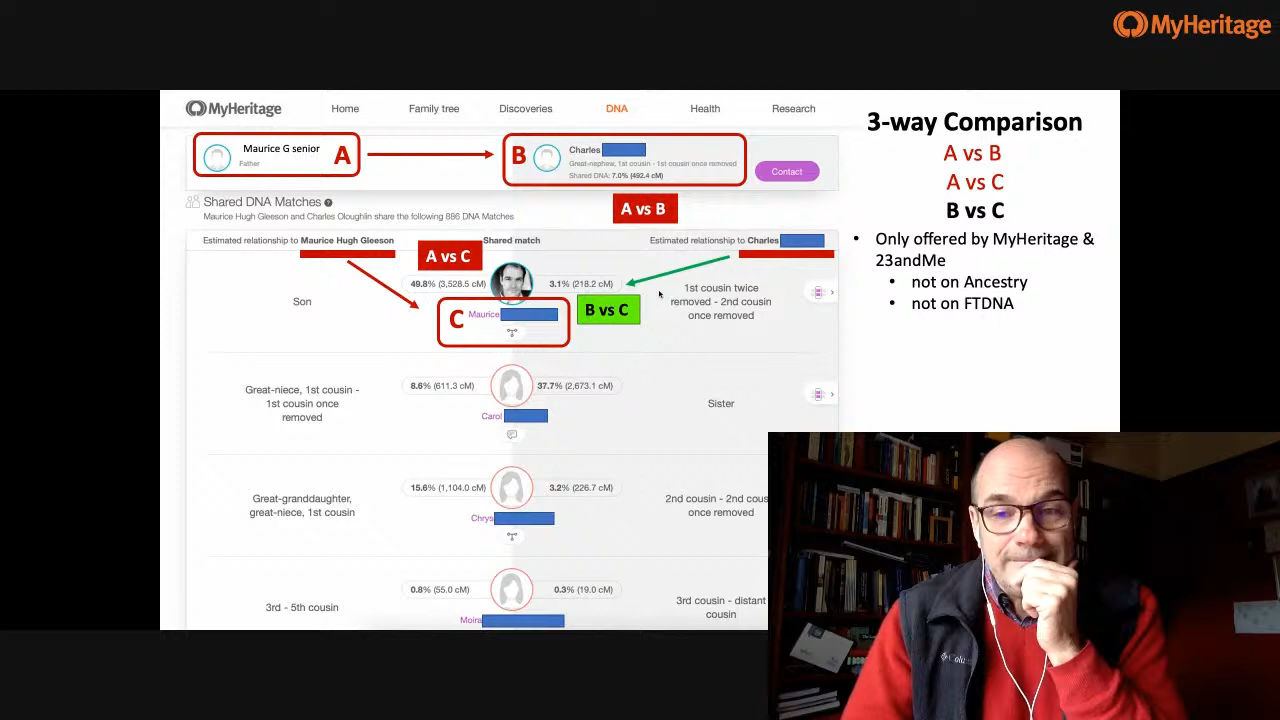 MyHeritage
MyHeritage
Home
Family tree
Discoveries
DNA
Health
Research
Maurice G senior
Father
A
B
Charles
Great-nephew, 1st cousin - 1st cousin once removed
Shared DNA: 7.0% (492.4 cM)
Contact
Shared DNA Matches
Maurice Hugh Gleeson and Charles Oloughlin share the following 886 DNA Matches
A vs B
Estimated relationship to Maurice Hugh Gleeson
Shared match
Estimated relationship to Charles
A vs C
Son
49.8% (3,528.5 cM)
3.1% (218.2 cM)
1st cousin twice
removed - 2nd cousin
once removed
C
Maurice
B vs C
Great-niece, 1st cousin -
1st cousin once
removed
8.6% (611.3 cM)
37.7% (2,673.1 cM)
Sister
Carol
Great-granddaughter,
great-niece, 1st cousin
15.6% (1,104.0 cM)
3.2% (226.7 cM)
2nd cousin - 2nd cous
once removed
Chrys
3rd - 5th cousin
0.8% (55.0 cM)
0.3% (19.0 cM)
3rd cousin - distant
cousin
Moira
3-way Comparison
A vs B
A vs C
B vs C
• Only offered by MyHeritage &
23andMe
• not on Ancestry
• not on FTDNA